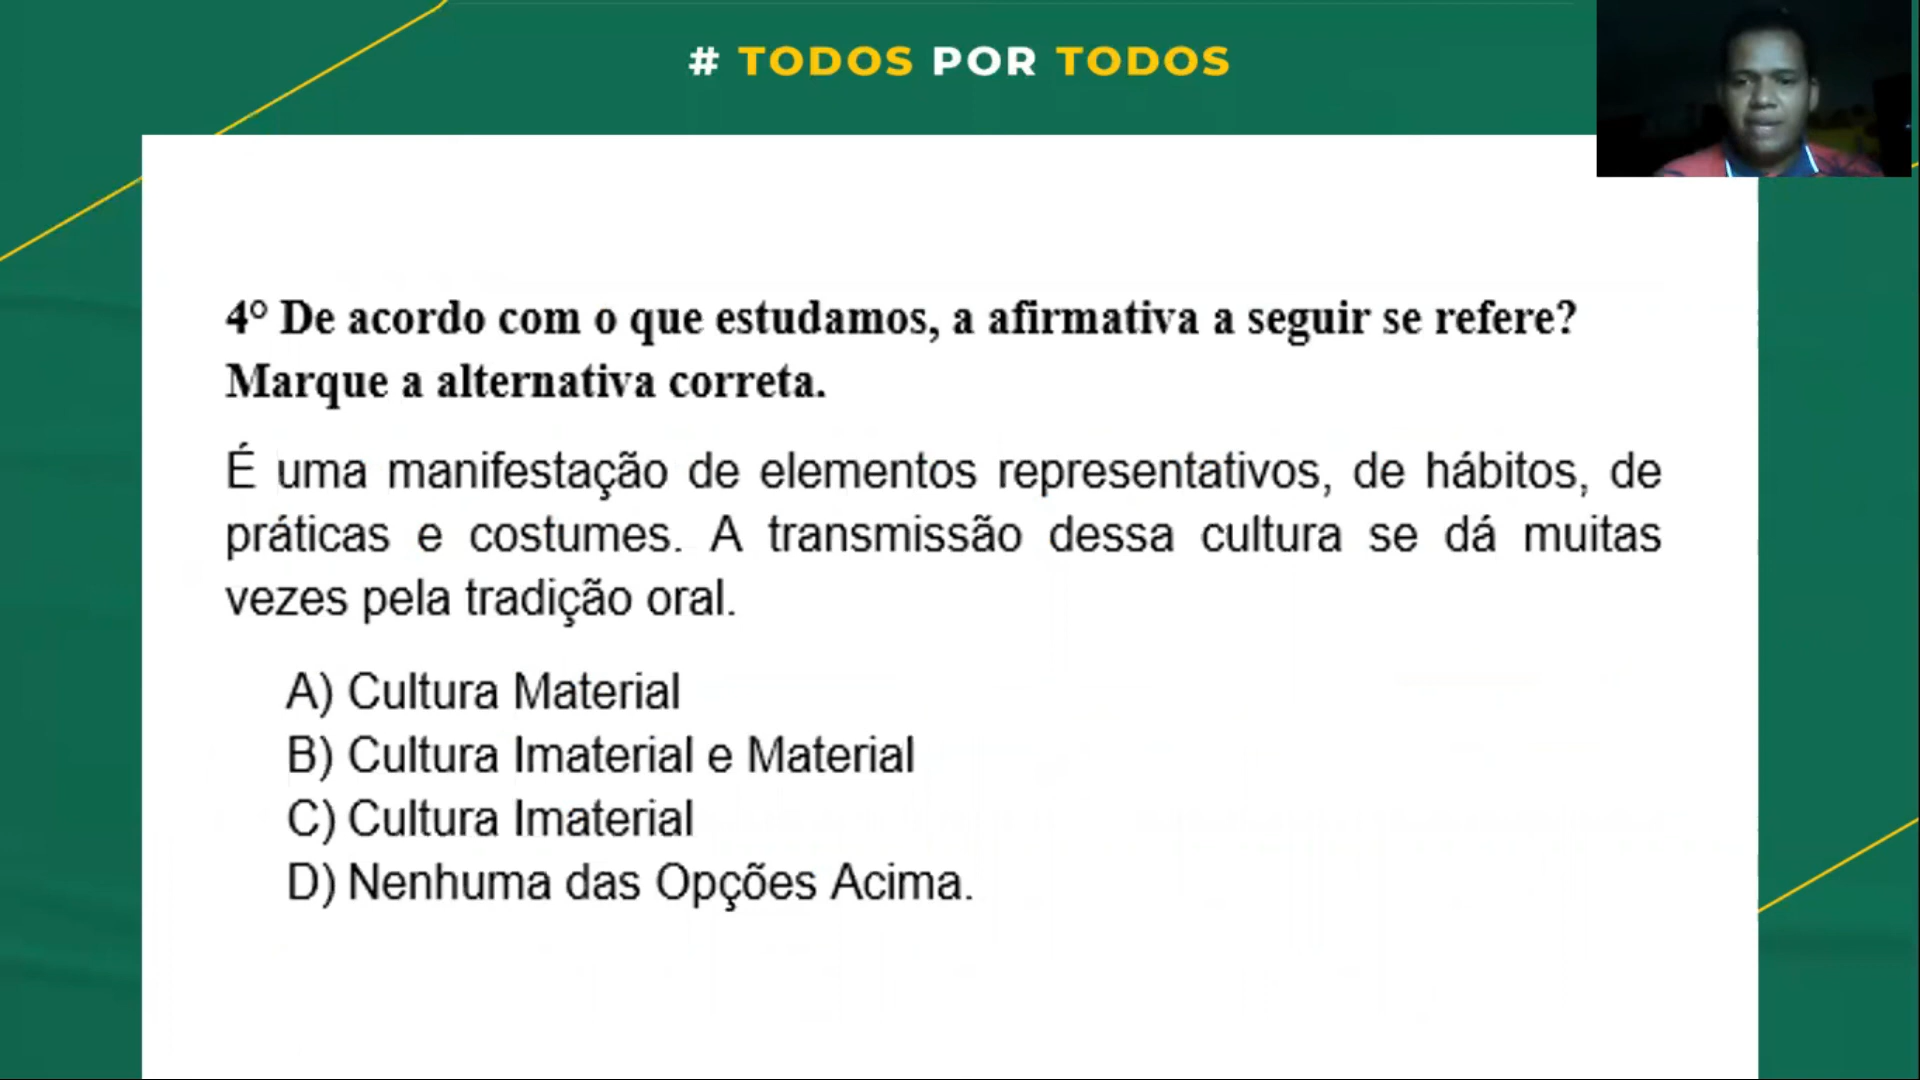 # TODOS POR TODOS
4° De acordo com o que estudamos, a afirmativa a seguir se refere?
Marque a alternativa correta.
É uma manifestação de elementos representativos, de hábitos, de
práticas e costumes. A transmissão dessa cultura se dá muitas
vezes pela tradição oral.
A) Cultura Material
B) Cultura Imaterial e Material
C) Cultura Imaterial
D) Nenhuma das Opções Acima.